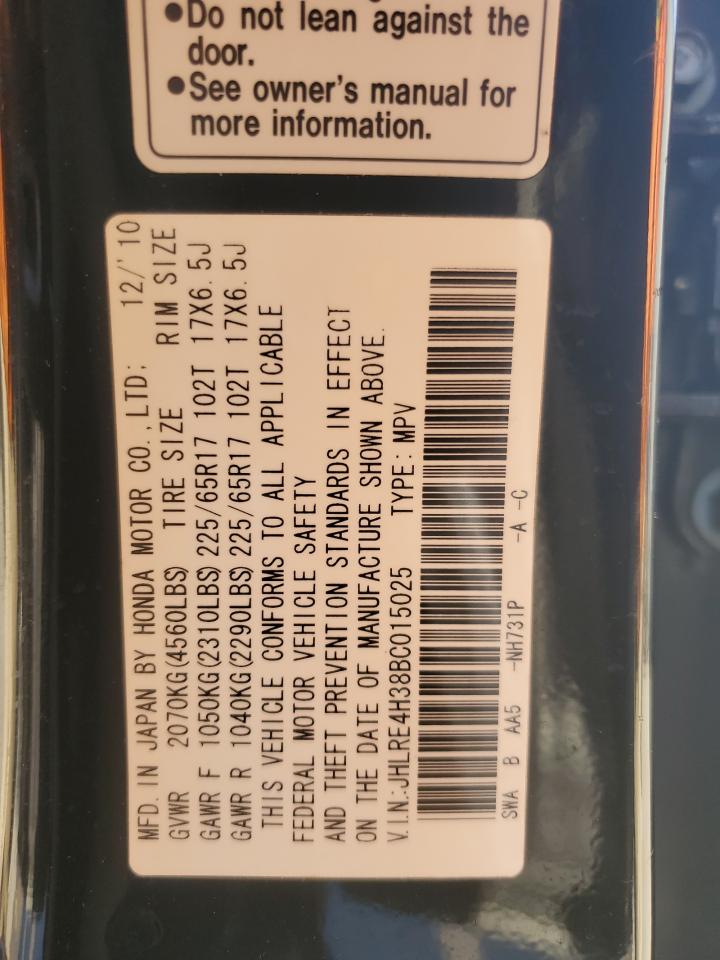 ●Do not lean against the
door.
●See owner's manual for
more information.
MFD. IN JAPAN BY HONDA MOTOR CO.,LTD: 12/'10
GVWR 2070KG(4560LBS) TIRE SIZE RIM SIZE
GAWR F 1050KG(2310LBS) 225/65R17 102T 17X6.5J
GAWR R 1040KG(2290LBS) 225/65R17 102T 17X6.5J
THIS VEHICLE CONFORMS TO ALL APPLICABLE
FEDERAL MOTOR VEHICLE SAFETY
AND THEFT PREVENTION STANDARDS IN EFFECT
ON THE DATE OF MANUFACTURE SHOWN ABOVE.
V.I.N.:JHLRE4H38BC015025 TYPE:MPV
SWA B AA5 -NH731P -A -C